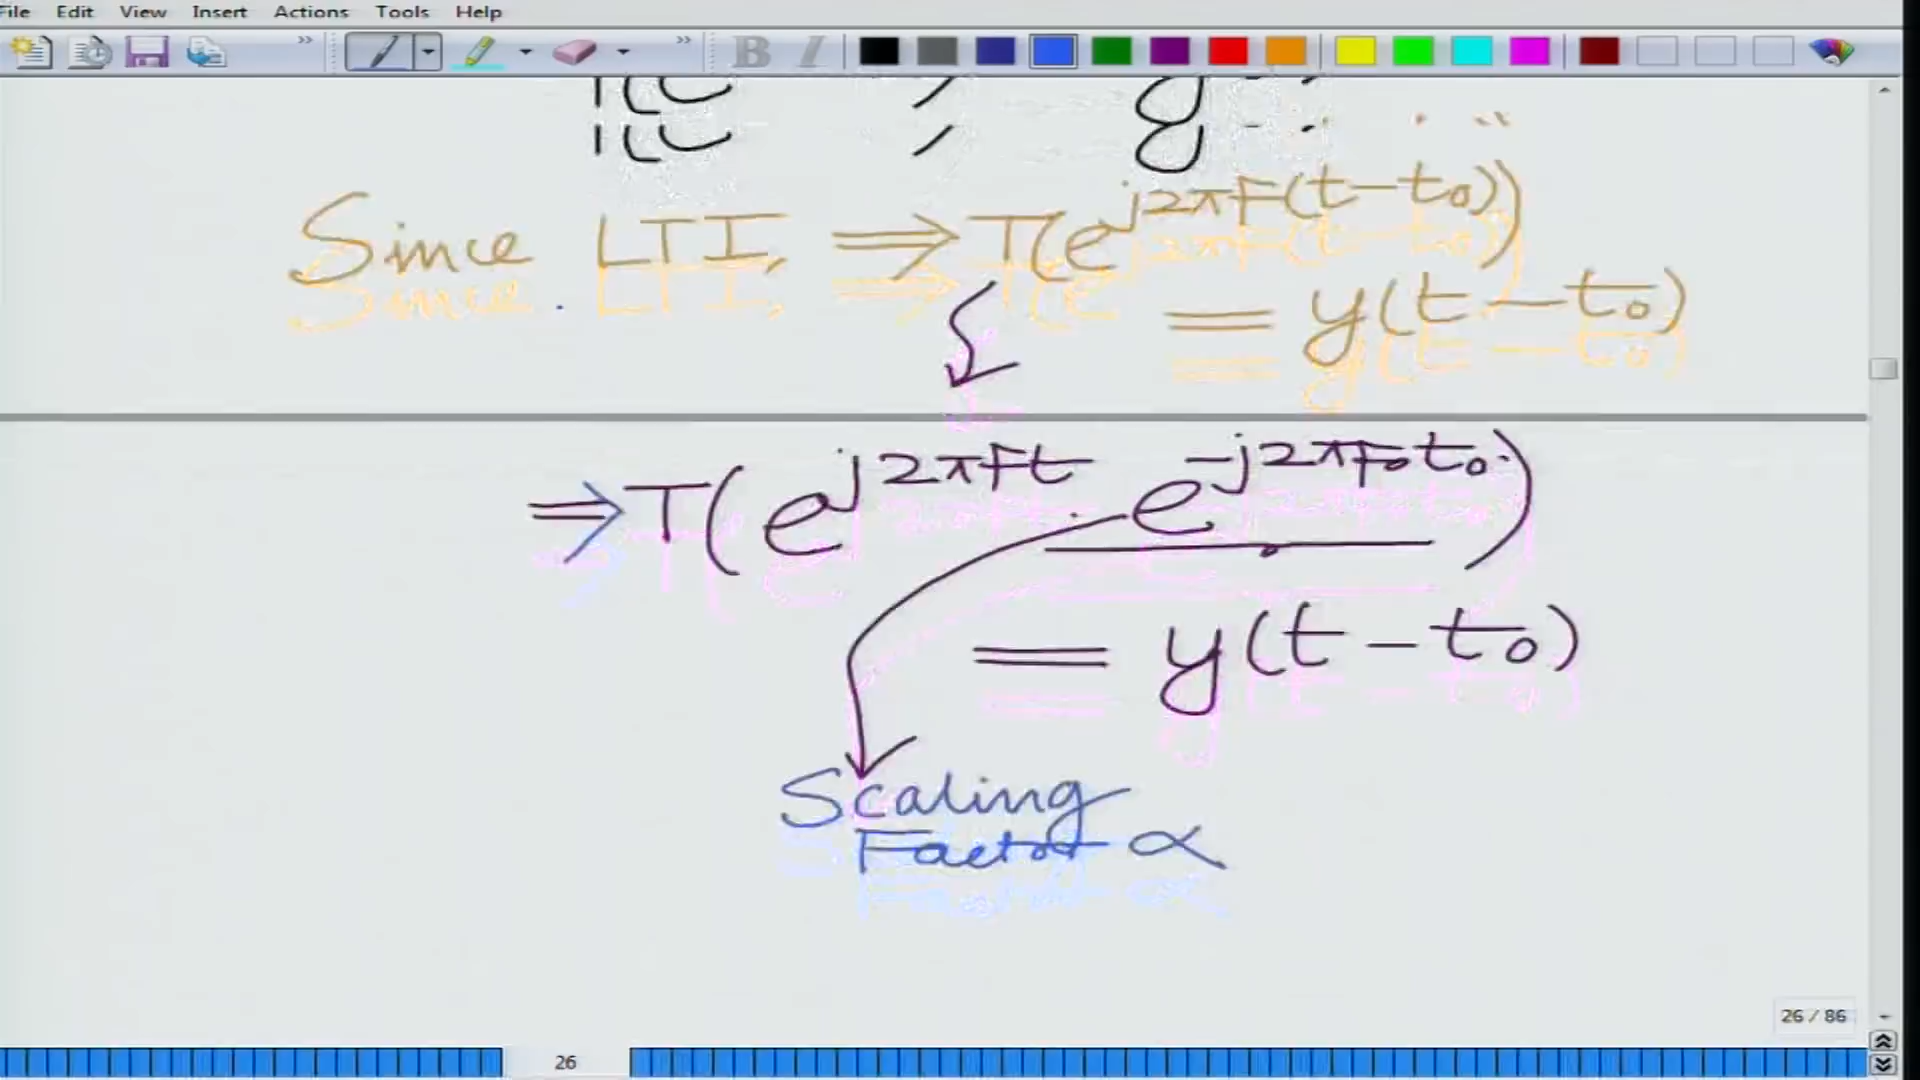 File Edit View Insert Actions Tools Help
B I
Since LTI, ⇒ T(e^{j2πF(t-t₀)})
= y(t-t₀)
⇒ T(e^{j2πFt} · e^{-j2πF₀t₀})
= y(t-t₀)
Scaling
Factor α
26 / 86
26